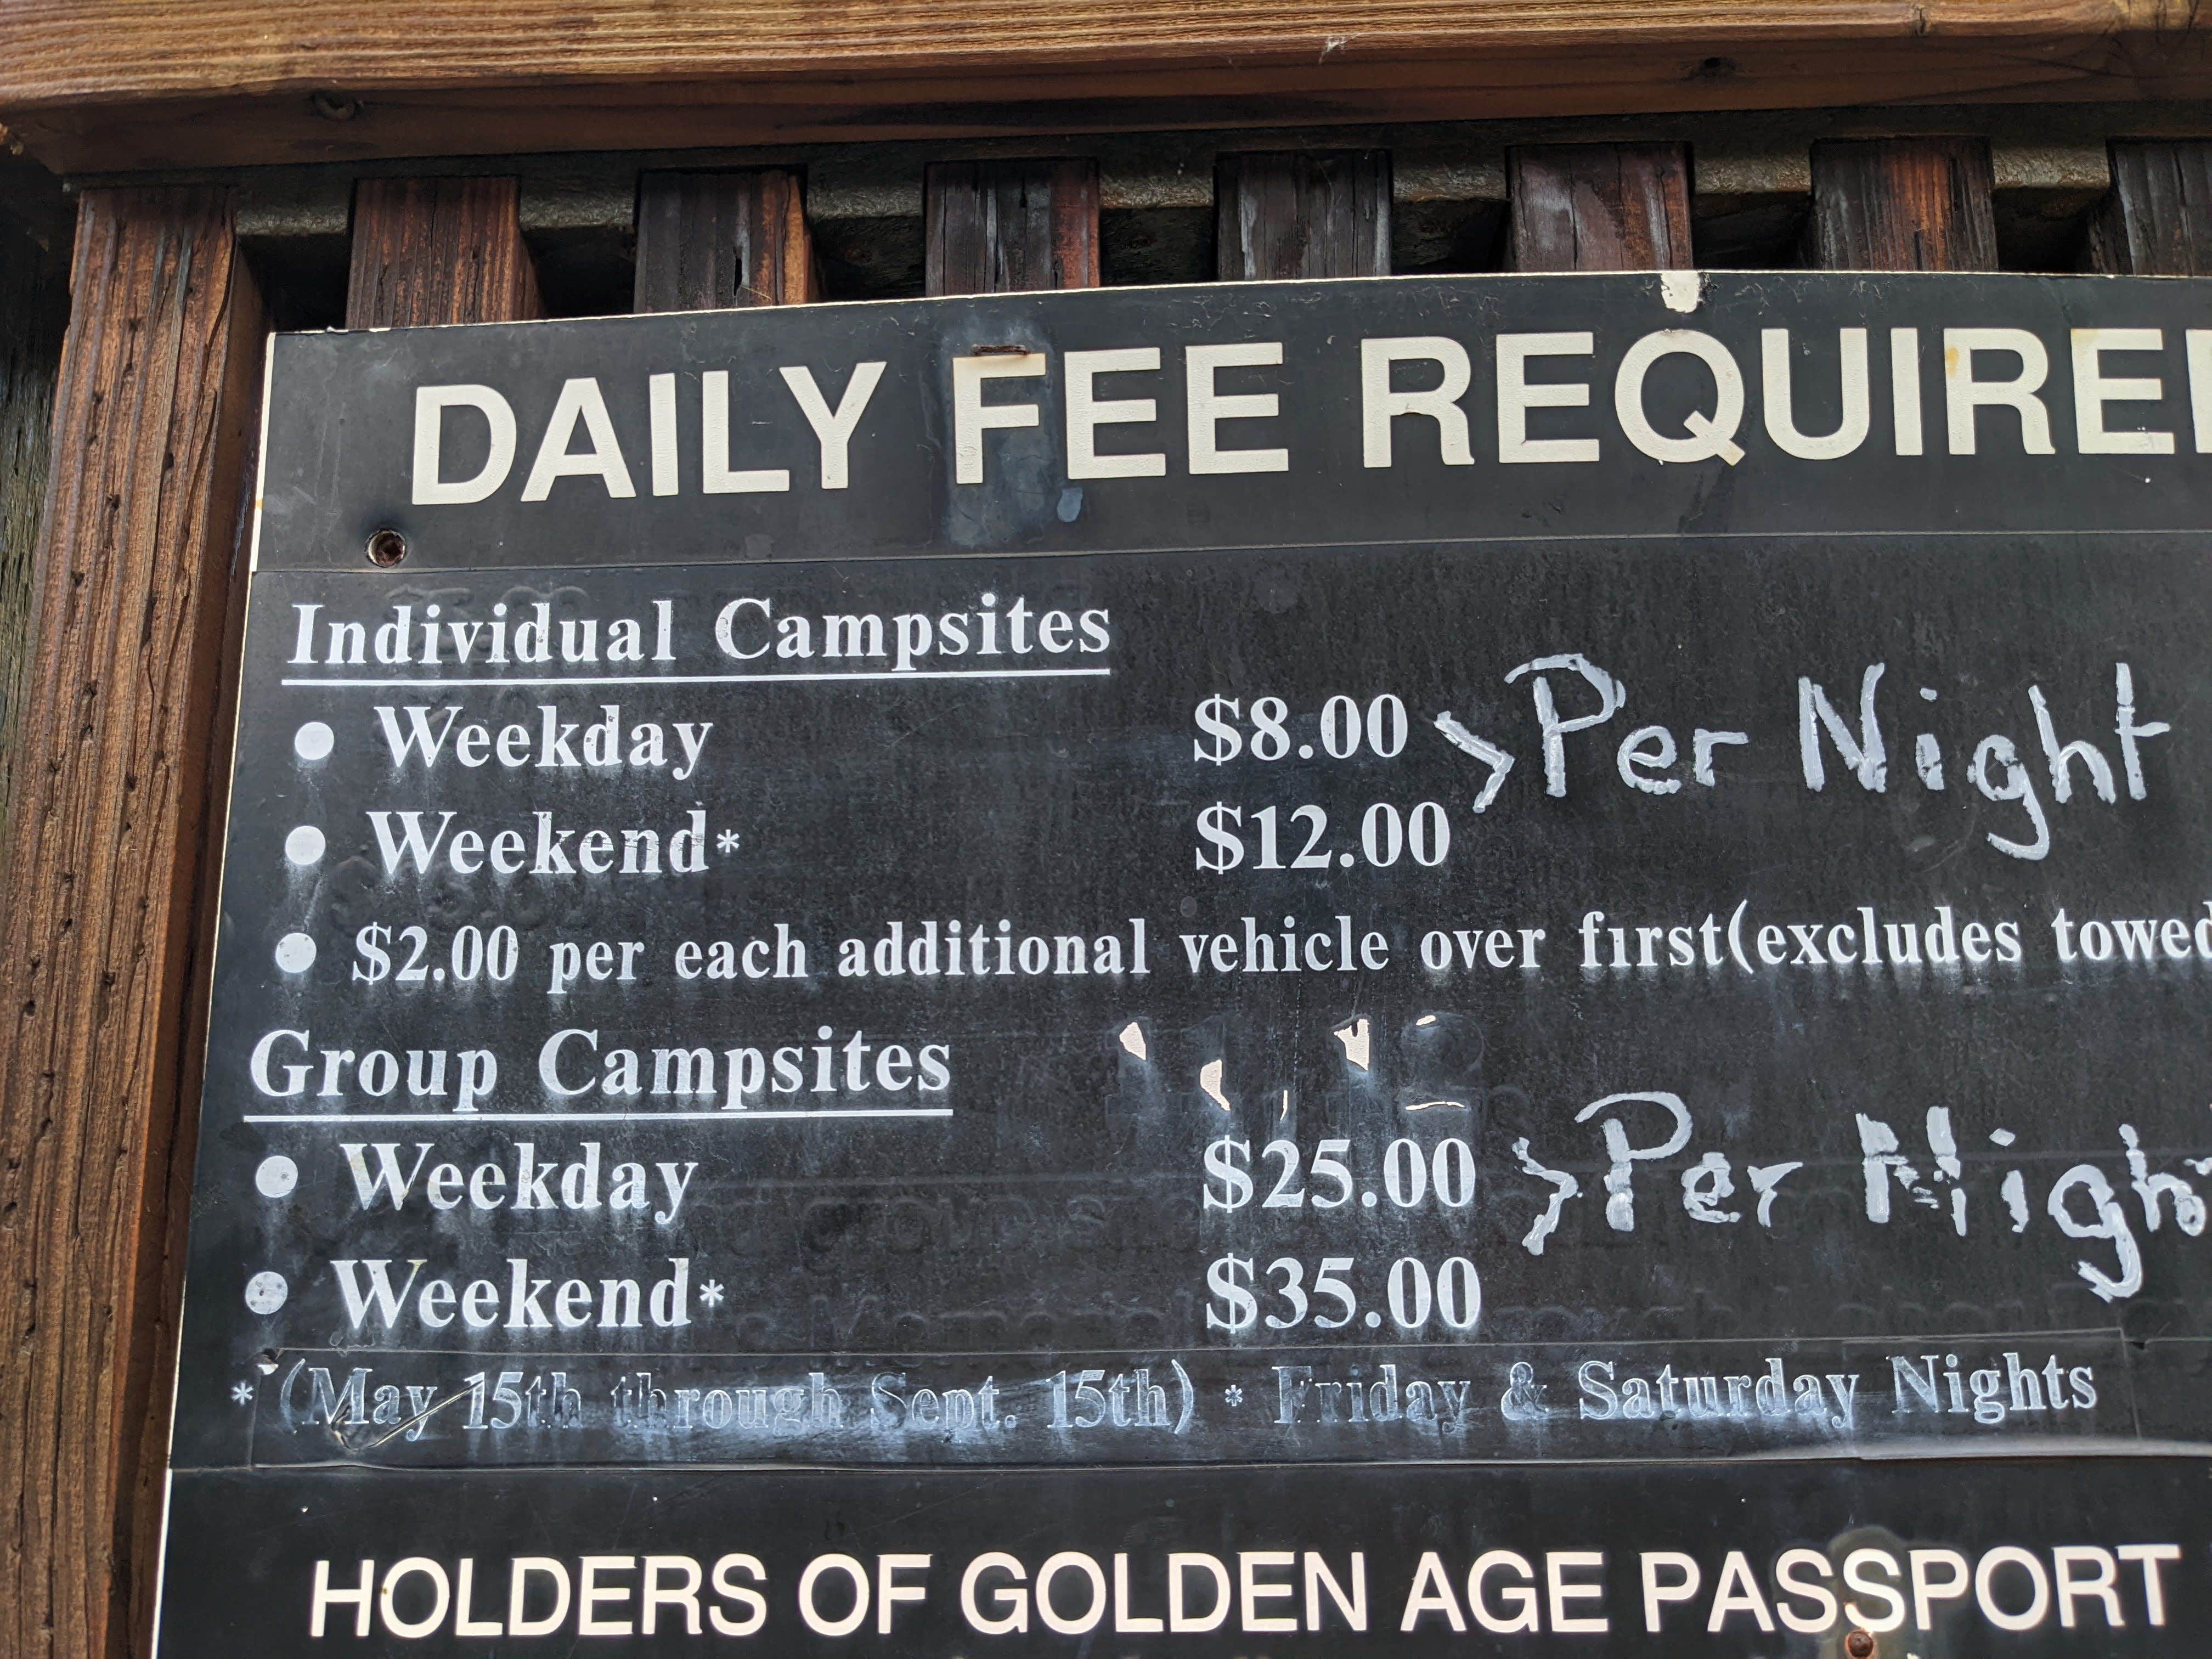 DAILY FEE REQUIRE
Individual Campsites
● Weekday $8.00 > Per Night
● Weekend* $12.00
● $2.00 per each additional vehicle over first(excludes towed
Group Campsites
● Weekday $25.00 > Per Nigh
● Weekend* $35.00
* (May 15th through Sept. 15th) * Friday & Saturday Nights
HOLDERS OF GOLDEN AGE PASSPORT